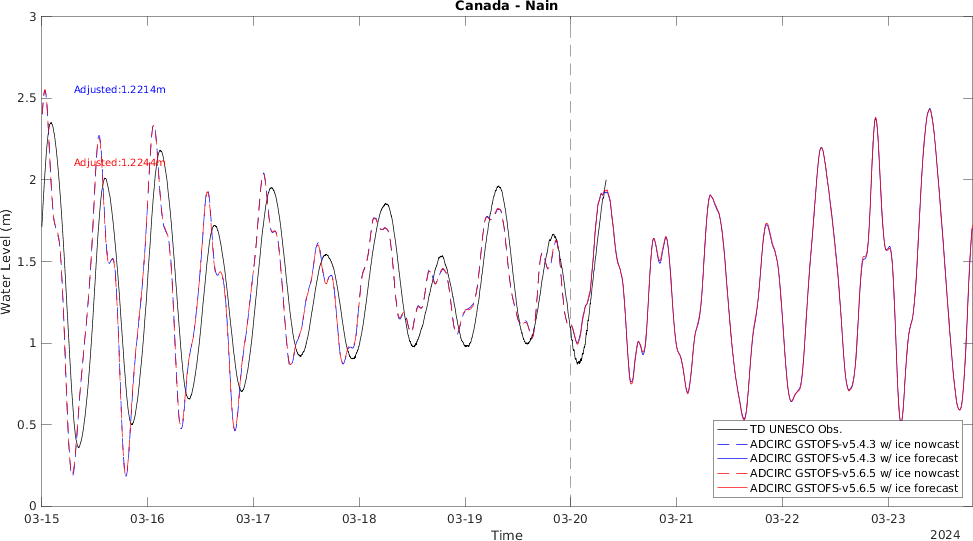 Canada - Nain
3
2.5
2
1.5
1
0.5
0
Water Level (m)
Adjusted:1.2214m
Adjusted:1.2244m
TD UNESCO Obs.
ADCIRC GSTOFS-v5.4.3 w/ ice nowcast
ADCIRC GSTOFS-v5.4.3 w/ ice forecast
ADCIRC GSTOFS-v5.6.5 w/ ice nowcast
ADCIRC GSTOFS-v5.6.5 w/ ice forecast
03-15 03-16 03-17 03-18 03-19 03-20 03-21 03-22 03-23
Time
2024